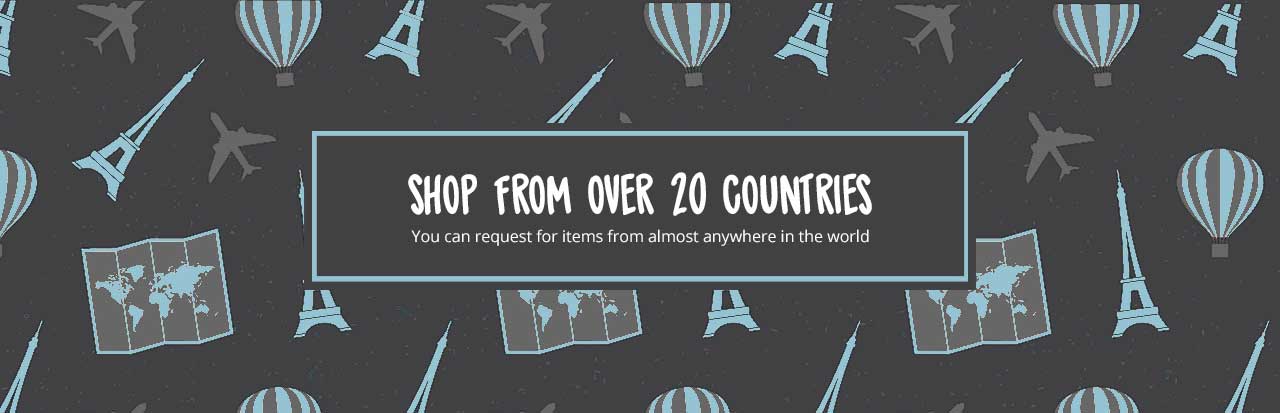 SHOP FROM OVER 20 COUNTRIES
You can request for items from almost anywhere in the world